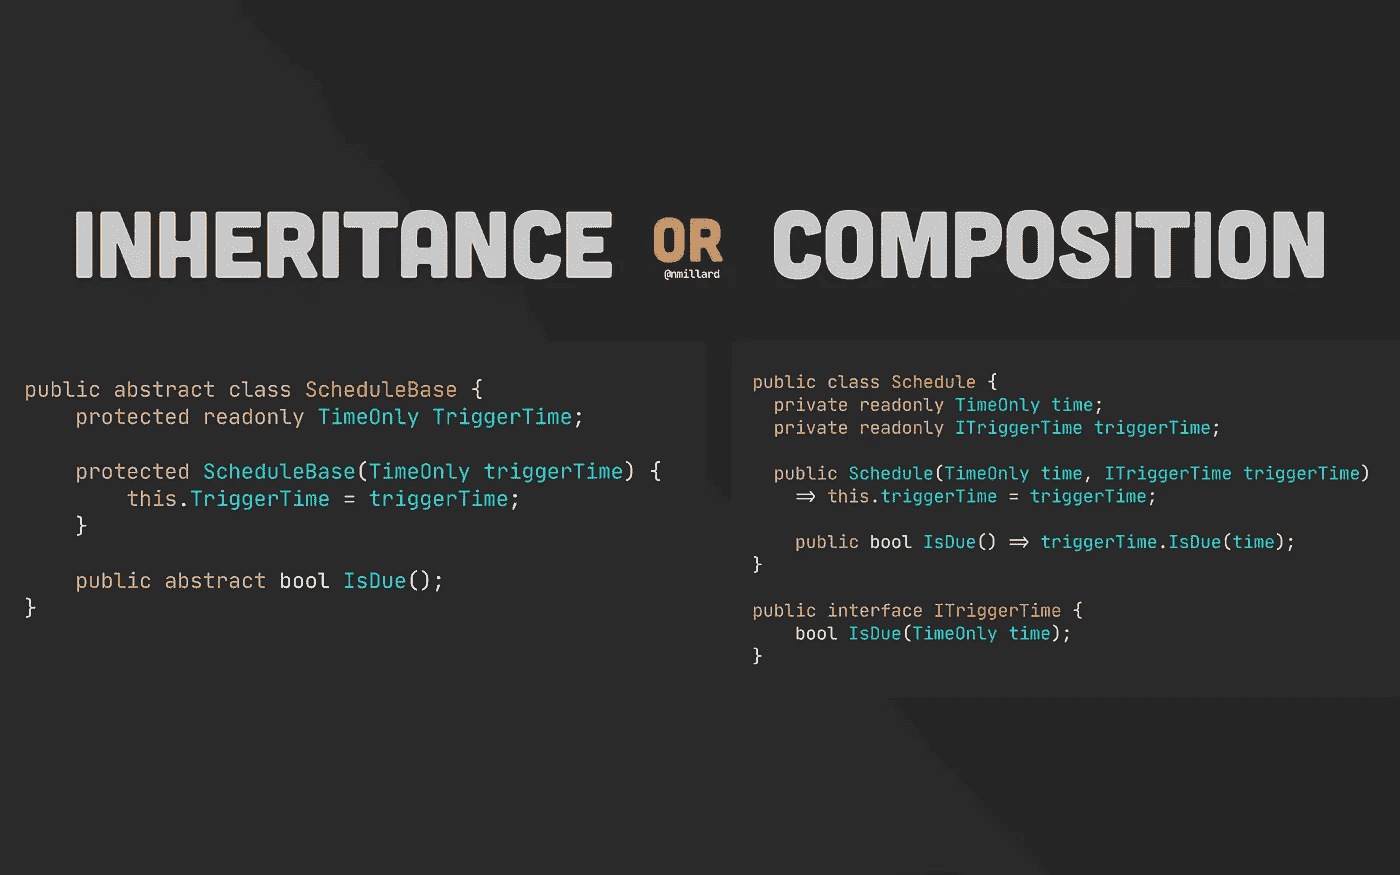 INHERITANCE OR COMPOSITION
@nmillard
public abstract class ScheduleBase {
    protected readonly TimeOnly TriggerTime;
    protected ScheduleBase(TimeOnly triggerTime) {
        this.TriggerTime = triggerTime;
    }
    public abstract bool IsDue();
}
public class Schedule {
  private readonly TimeOnly time;
  private readonly ITriggerTime triggerTime;
  public Schedule(TimeOnly time, ITriggerTime triggerTime)
    => this.triggerTime = triggerTime;
    public bool IsDue() => triggerTime.IsDue(time);
}
public interface ITriggerTime {
    bool IsDue(TimeOnly time);
}